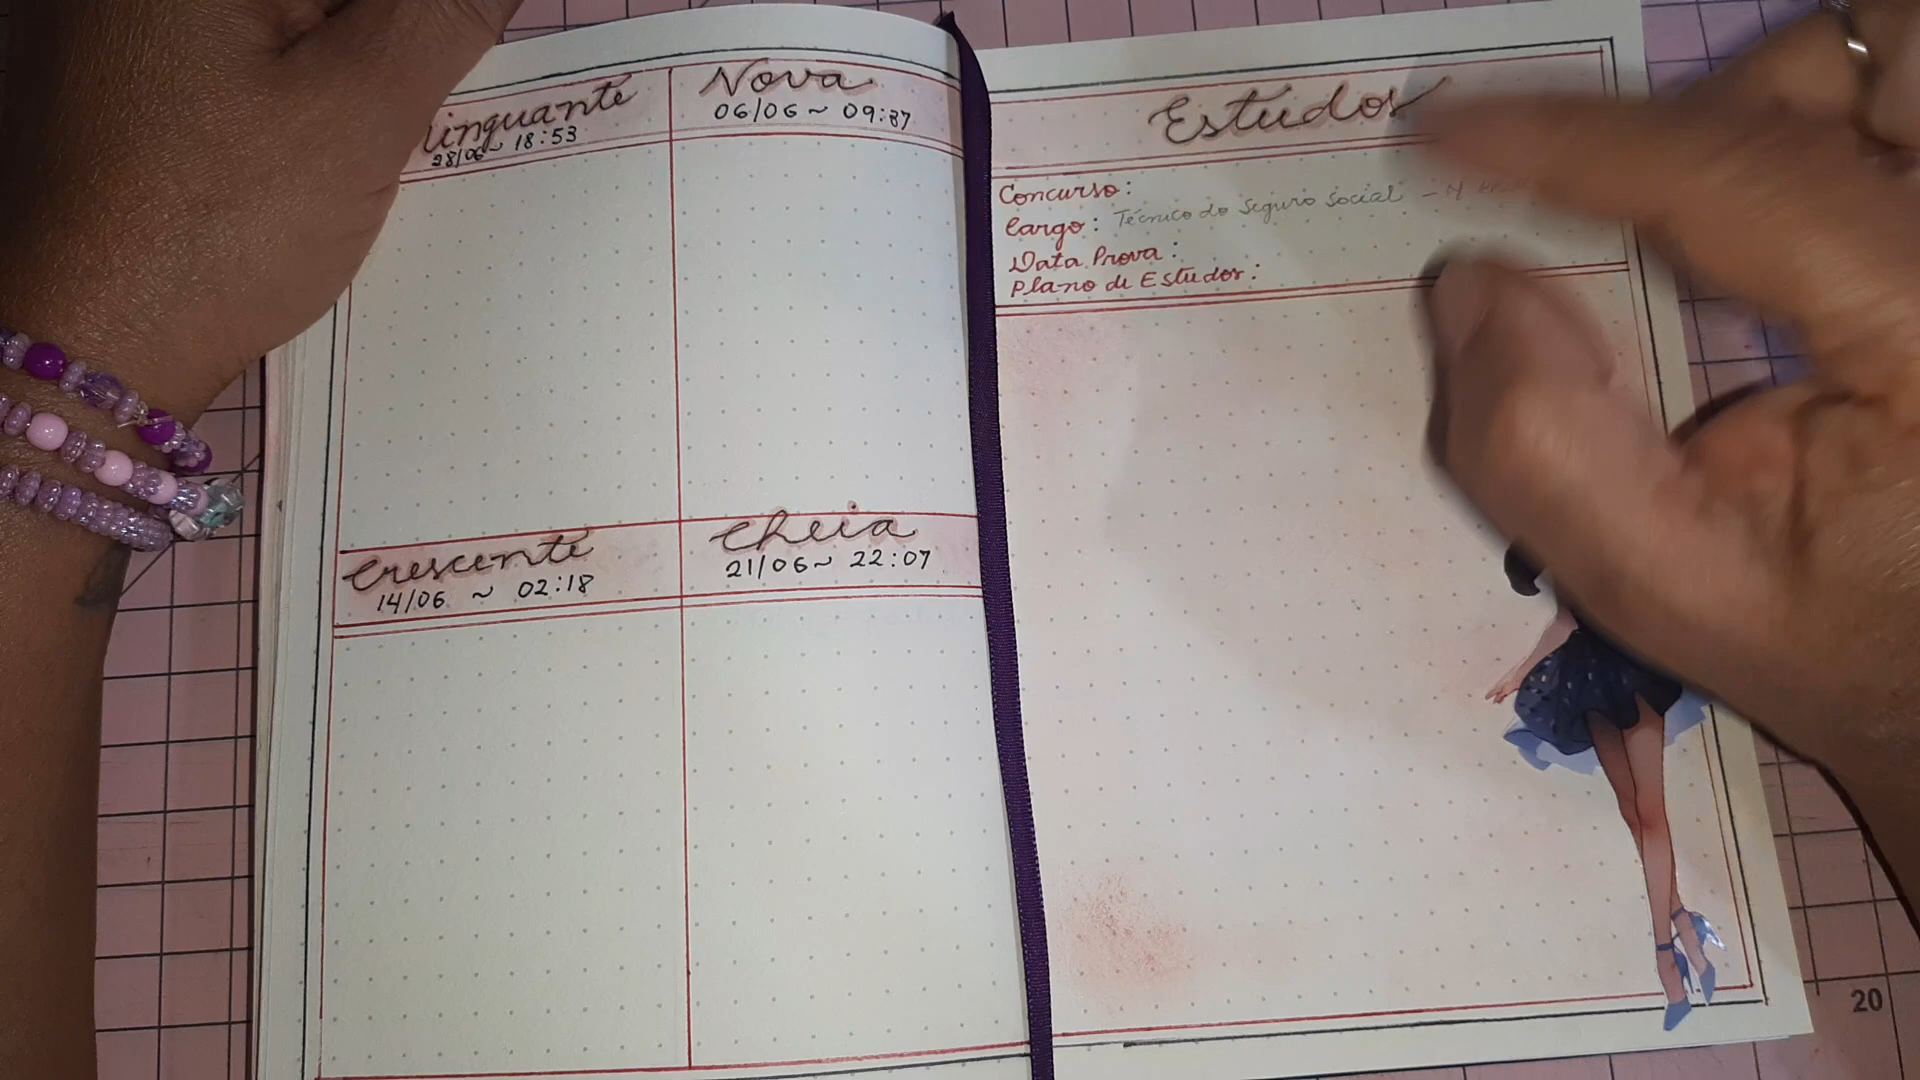 inguante
28/06 ~ 18:53
Nova
06/06 ~ 09:37
Crescente
14/06 ~ 02:18
Cheia
21/06 ~ 22:07
Estudos
Concurso:
Cargo: Técnico do Seguro Social -
Data Prova:
Plano de Estudos:
20